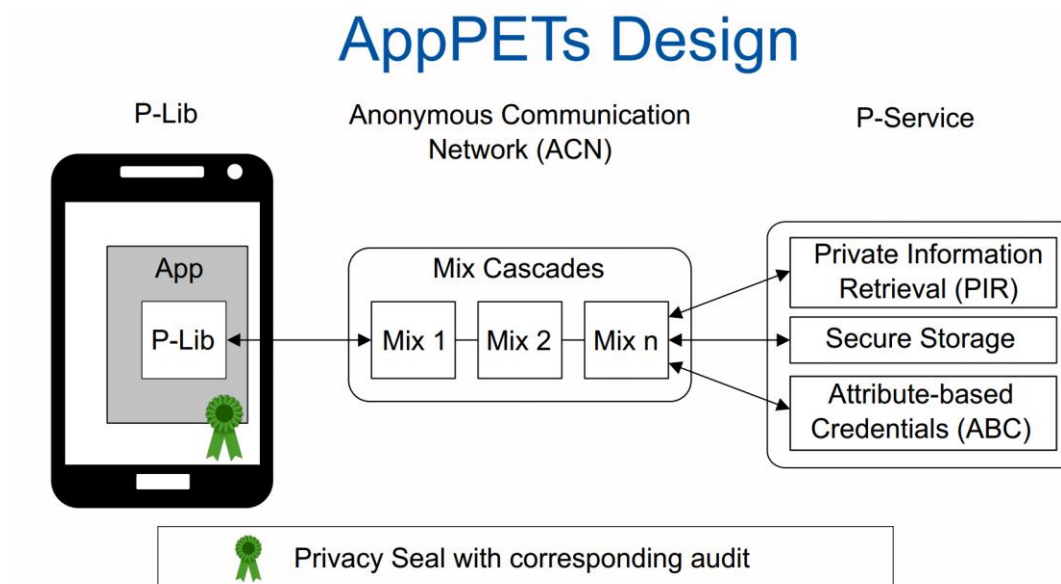 AppPETs Design
P-Lib
Anonymous Communication
Network (ACN)
P-Service
App
P-Lib
Mix Cascades
Mix 1
Mix 2
Mix n
Private Information
Retrieval (PIR)
Secure Storage
Attribute-based
Credentials (ABC)
Privacy Seal with corresponding audit